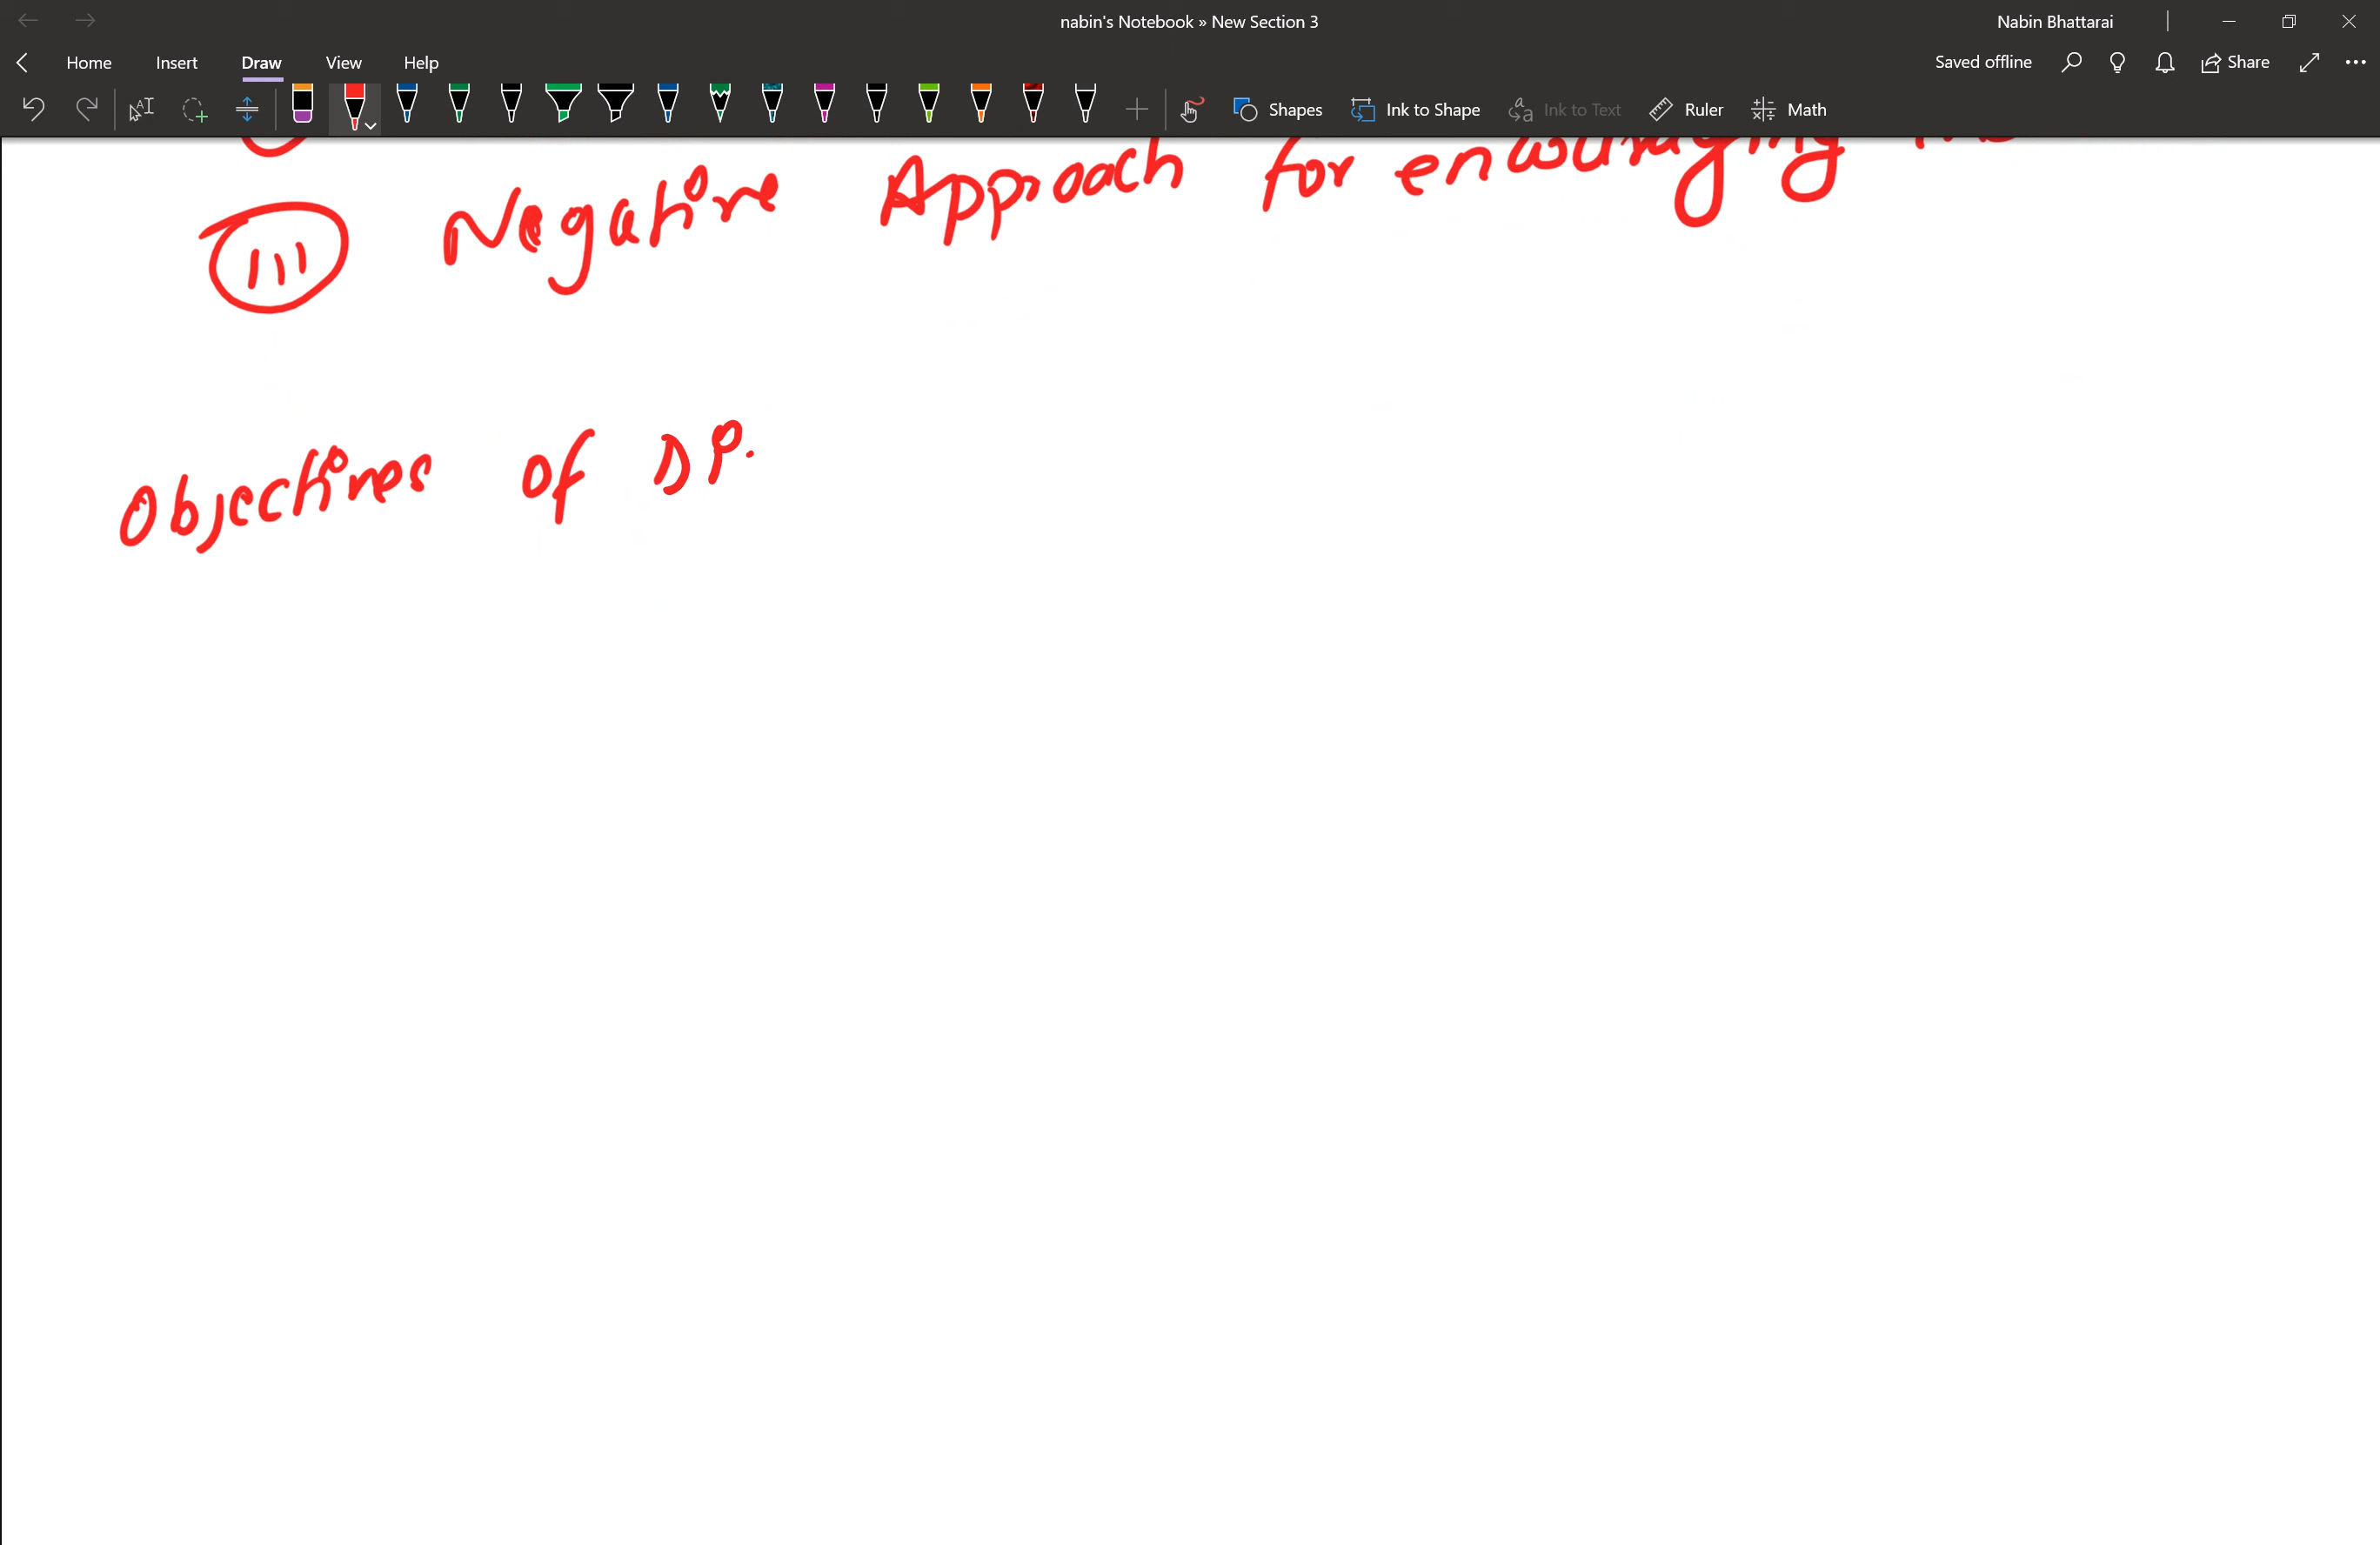 nabin's Notebook » New Section 3
Nabin Bhattarai
Home Insert Draw View Help
Saved offline
Share
Shapes
Ink to Shape
Ink to Text
Ruler
Math
III Negative Approach for encouraging
Objectives of DP.